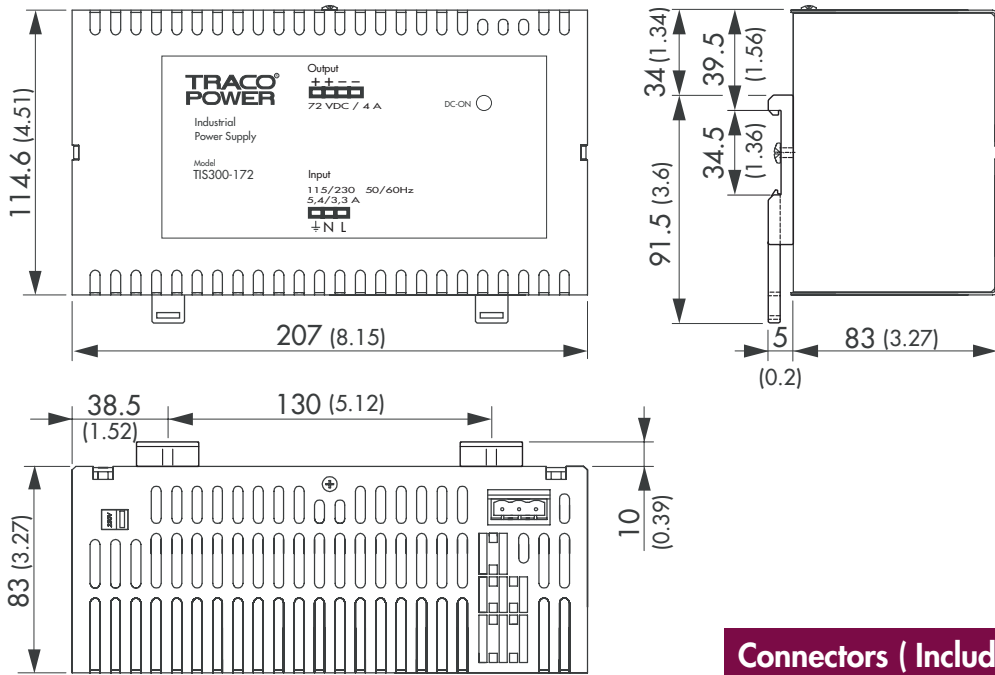 114.6 (4.51)
TRACO®
POWER
Industrial
Power Supply
Model
TIS300-172
Output
++--
72 VDC / 4 A
DC-ON
Input
115/230 50/60Hz
5,4/3,3 A
⏚ N L
207 (8.15)
34 (1.34)
39.5
(1.56)
34.5
(1.36)
91.5 (3.6)
5
(0.2)
83 (3.27)
38.5
(1.52)
130 (5.12)
10
(0.39)
83 (3.27)
230V
Connectors ( Includ